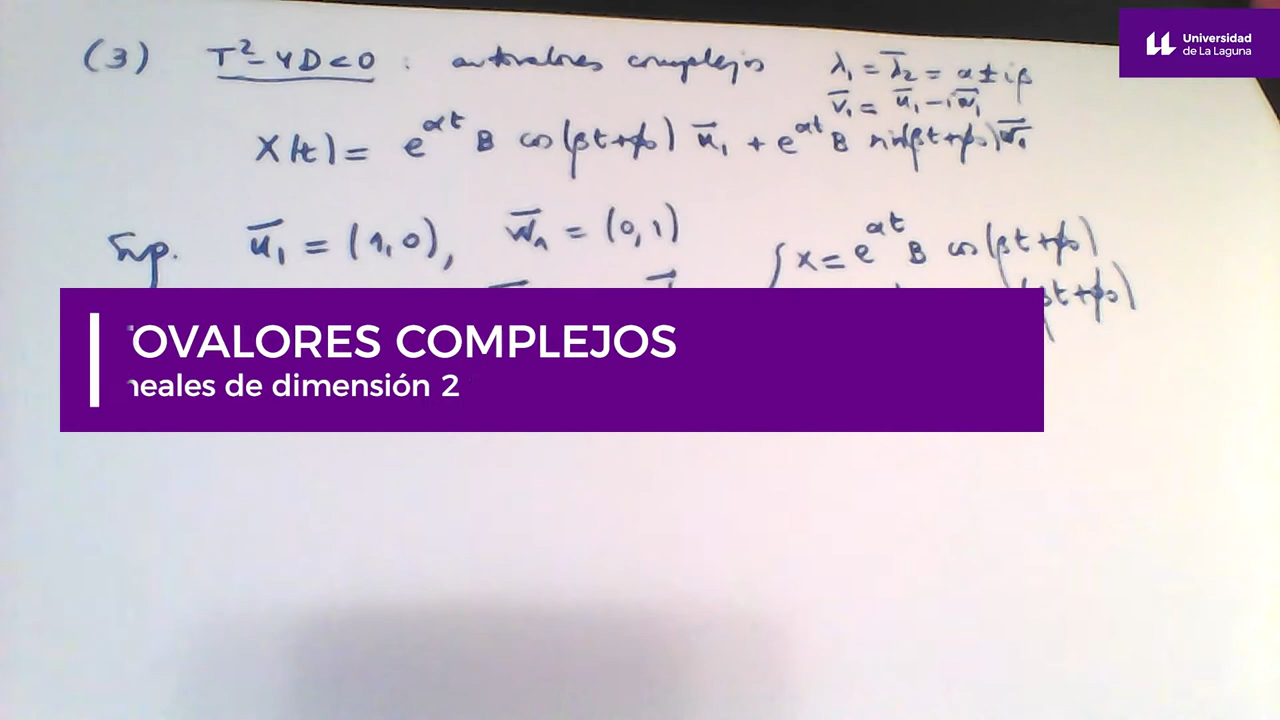 (3) T²-4D<0 : autovalores complejos λ₁ = λ̄₂ = α ± iβ
v̄₁ = ū₁ - i w̄₁
X(t) = e^{αt} B cos(βt+φ₀) ū₁ + e^{αt} B sin(βt+φ₀) w̄₁
Sup. ū₁ = (1,0), w̄₁ = (0,1) { x = e^{αt} B cos(βt+φ₀)
βt+φ₀)
OVALORES COMPLEJOS
neales de dimensión 2
Universidad
de La Laguna